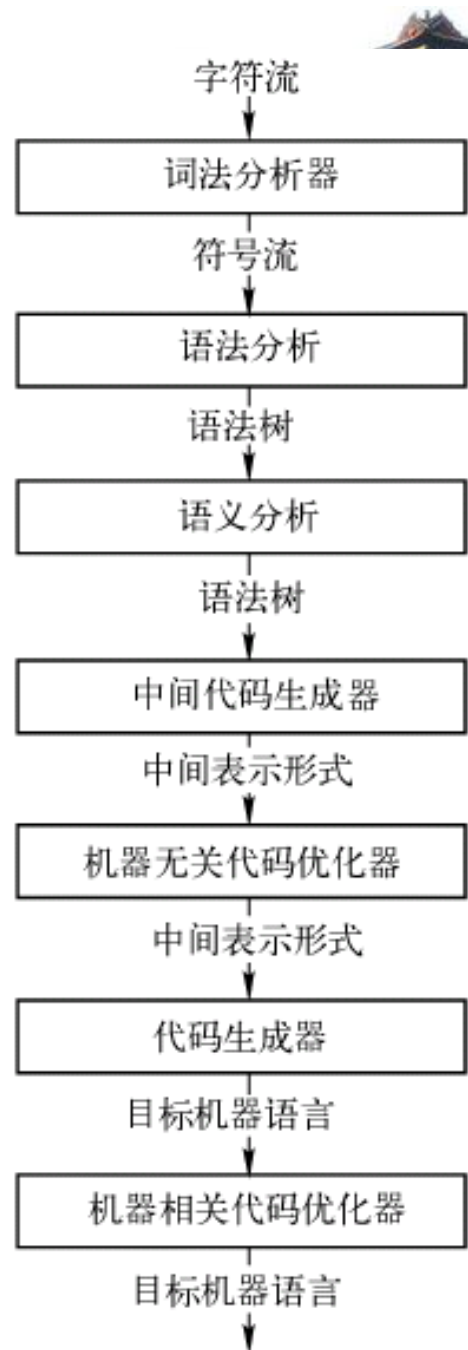 字符流
词法分析器
符号流
语法分析
语法树
语义分析
语法树
中间代码生成器
中间表示形式
机器无关代码优化器
中间表示形式
代码生成器
目标机器语言
机器相关代码优化器
目标机器语言